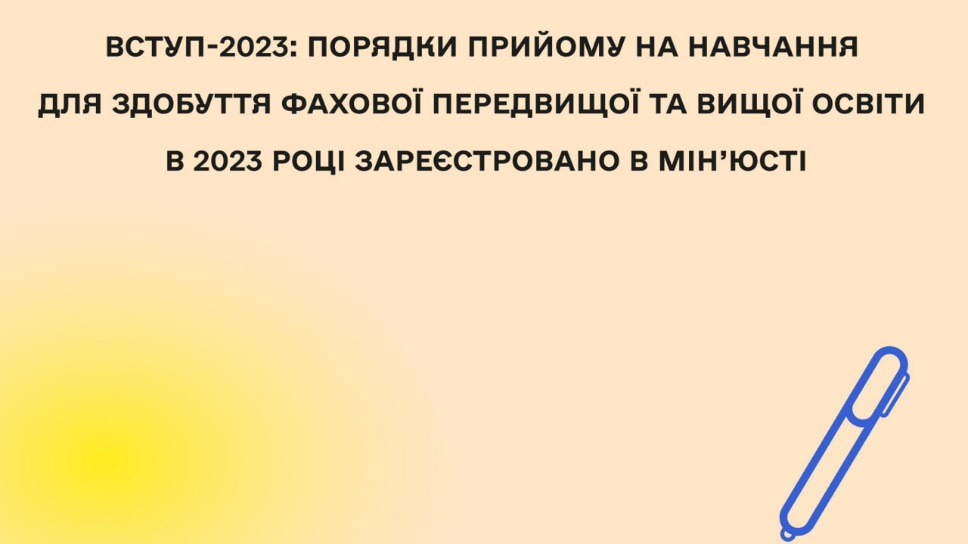 ВСТУП-2023: ПОРЯДКИ ПРИЙОМУ НА НАВЧАННЯ
ДЛЯ ЗДОБУТТЯ ФАХОВОЇ ПЕРЕДВИЩОЇ ТА ВИЩОЇ ОСВІТИ
В 2023 РОЦІ ЗАРЕЄСТРОВАНО В МІН’ЮСТІ